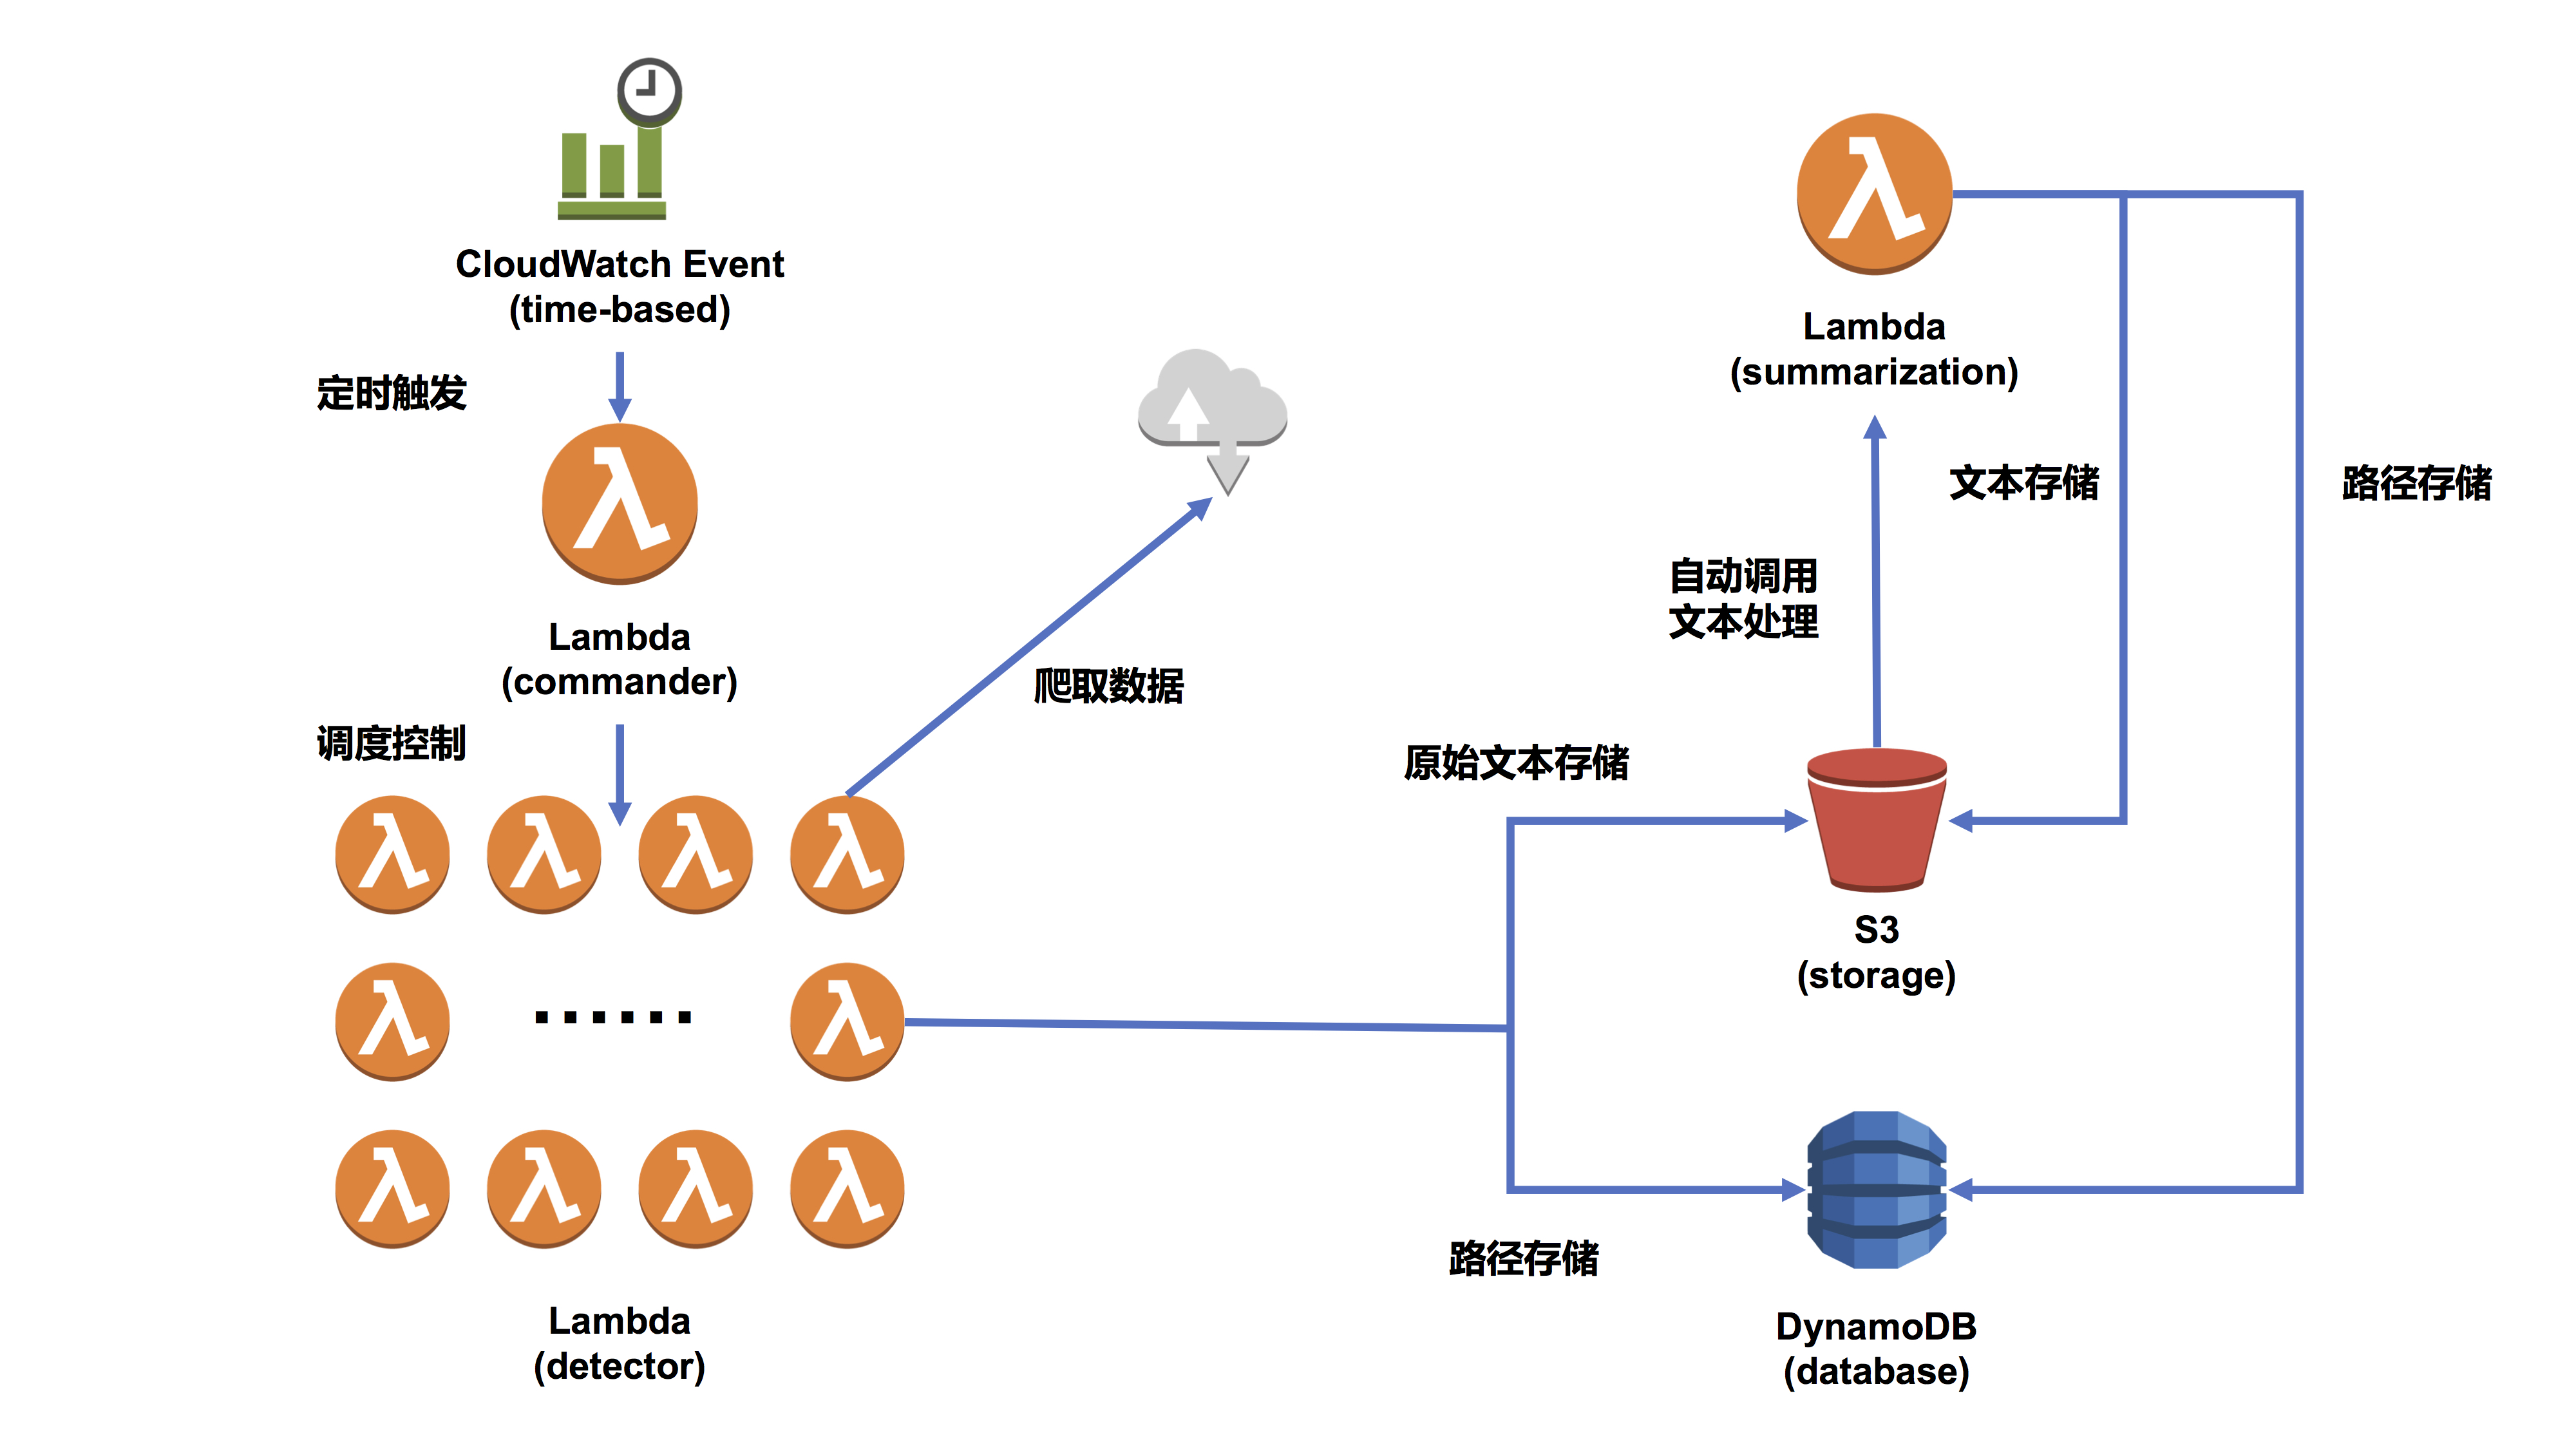 CloudWatch Event
(time-based)
定时触发
Lambda
(commander)
调度控制
Lambda
(detector)
爬取数据
原始文本存储
路径存储
Lambda
(summarization)
自动调用
文本处理
文本存储
路径存储
S3
(storage)
DynamoDB
(database)